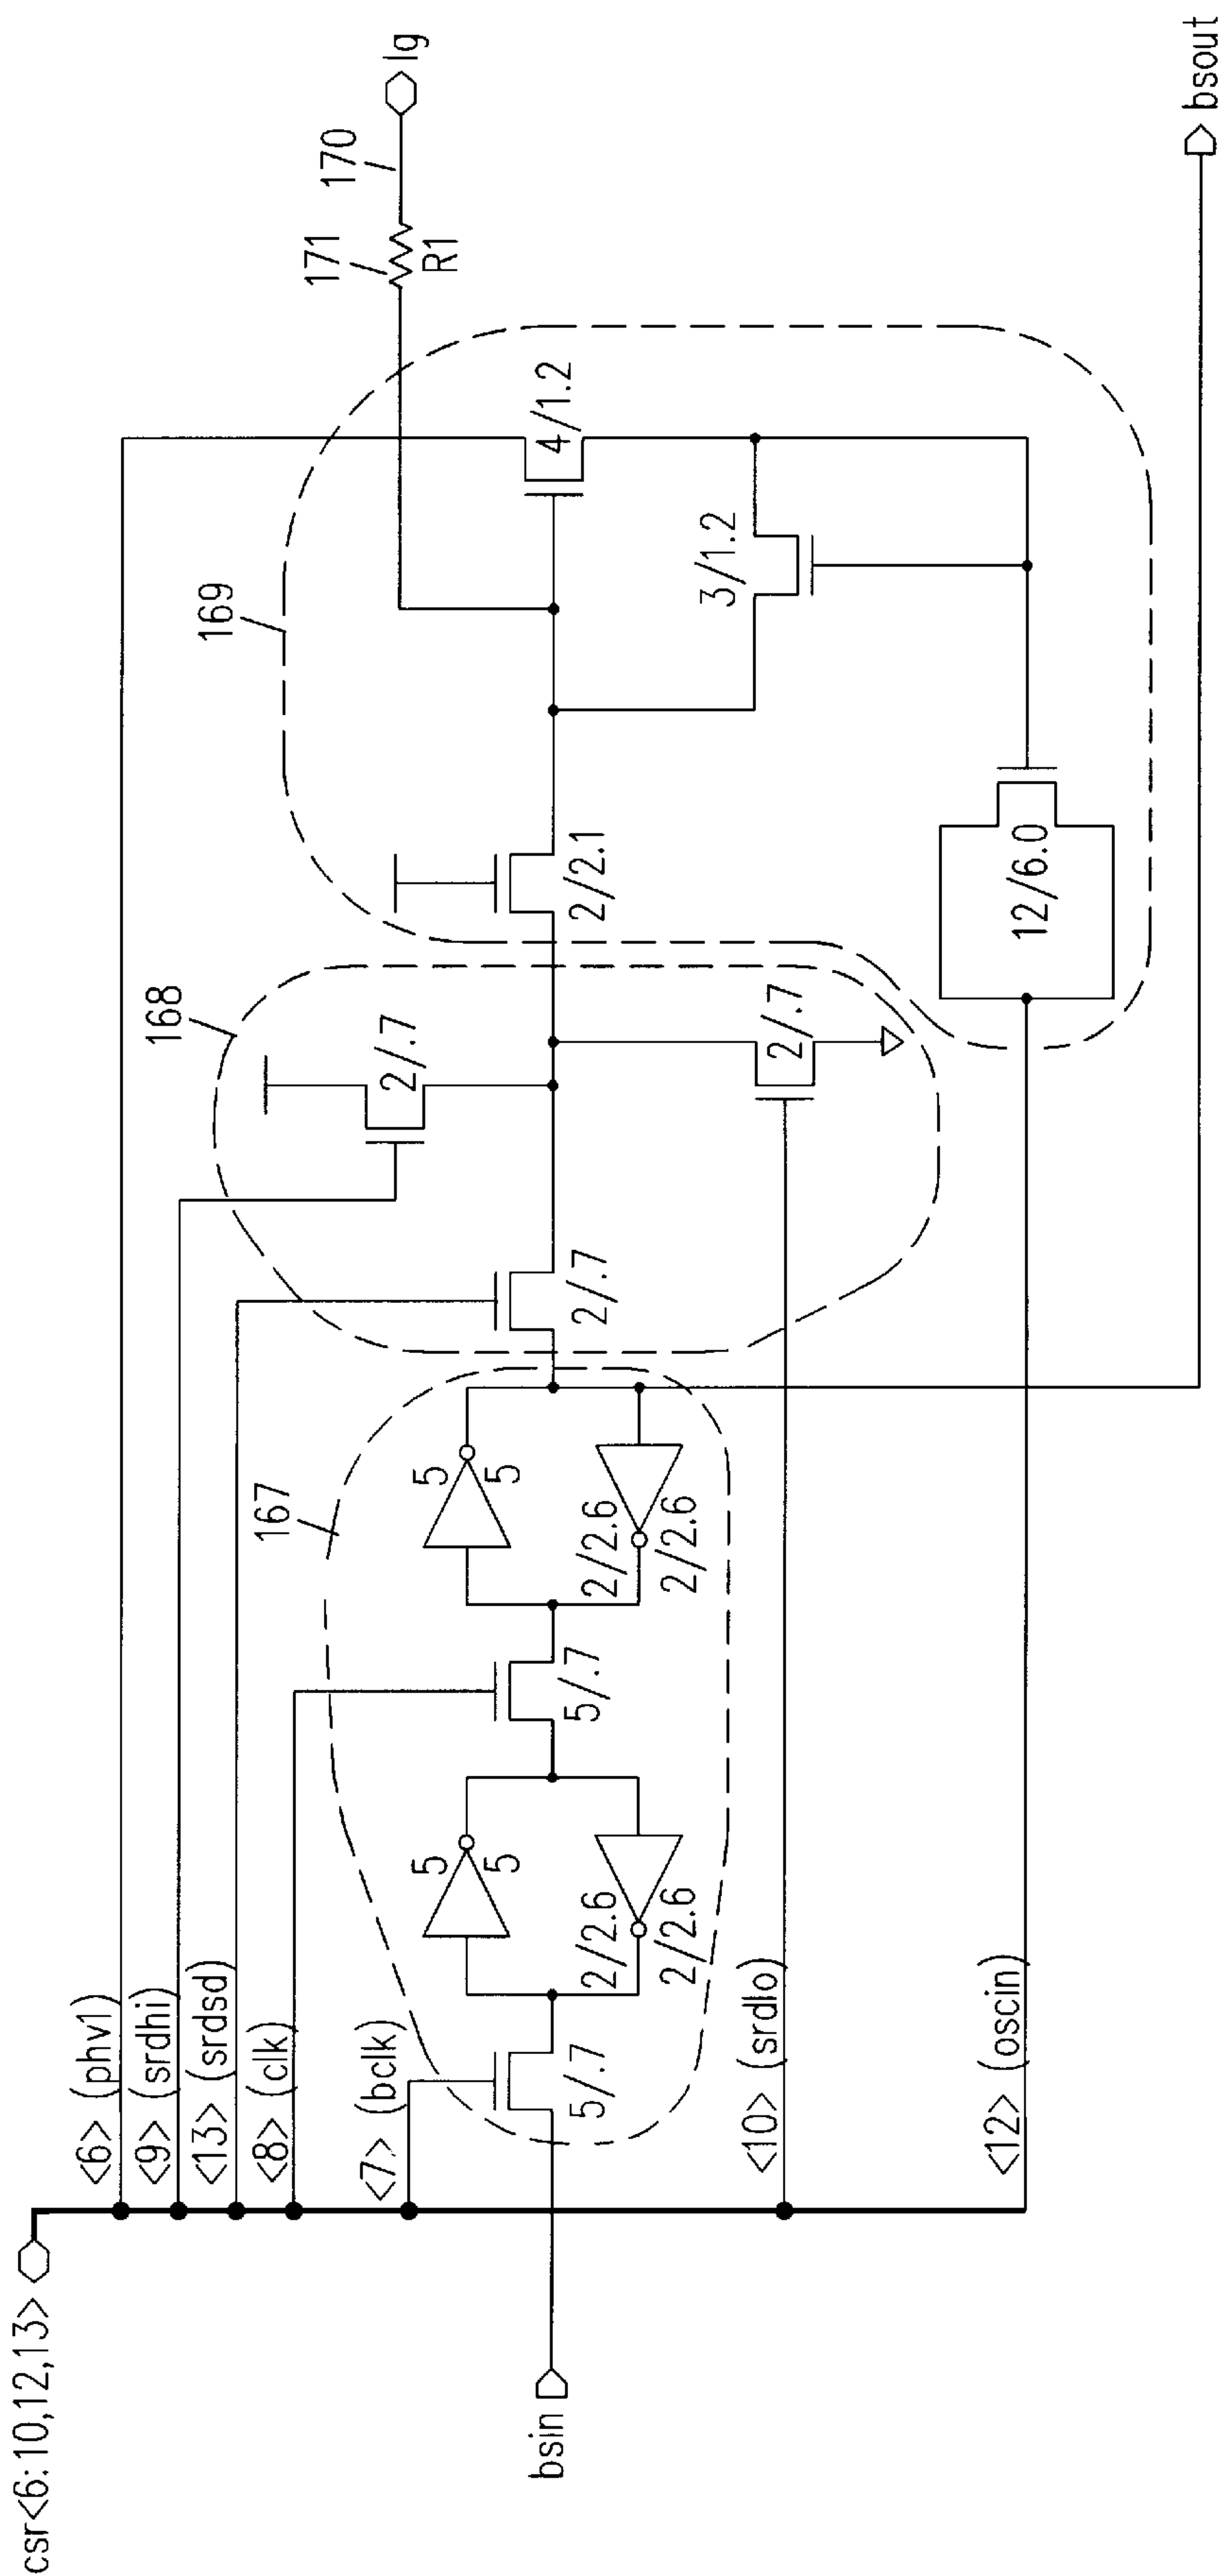 csr<6:10,12,13>
<6> (phv1)
<9> (srdhi)
<13> (srdsd)
<8> (clk)
<7> (bclk)
<10> (srdlo)
<12> (oscin)
bsin
167
5/.7
5
5
2/2.6
2/2.6
5/.7
5
5
2/2.6
2/2.6
168
2/.7
2/.7
2/.7
169
2/2.1
3/1.2
4/1.2
12/6.0
171
R1
170
lg
bsout